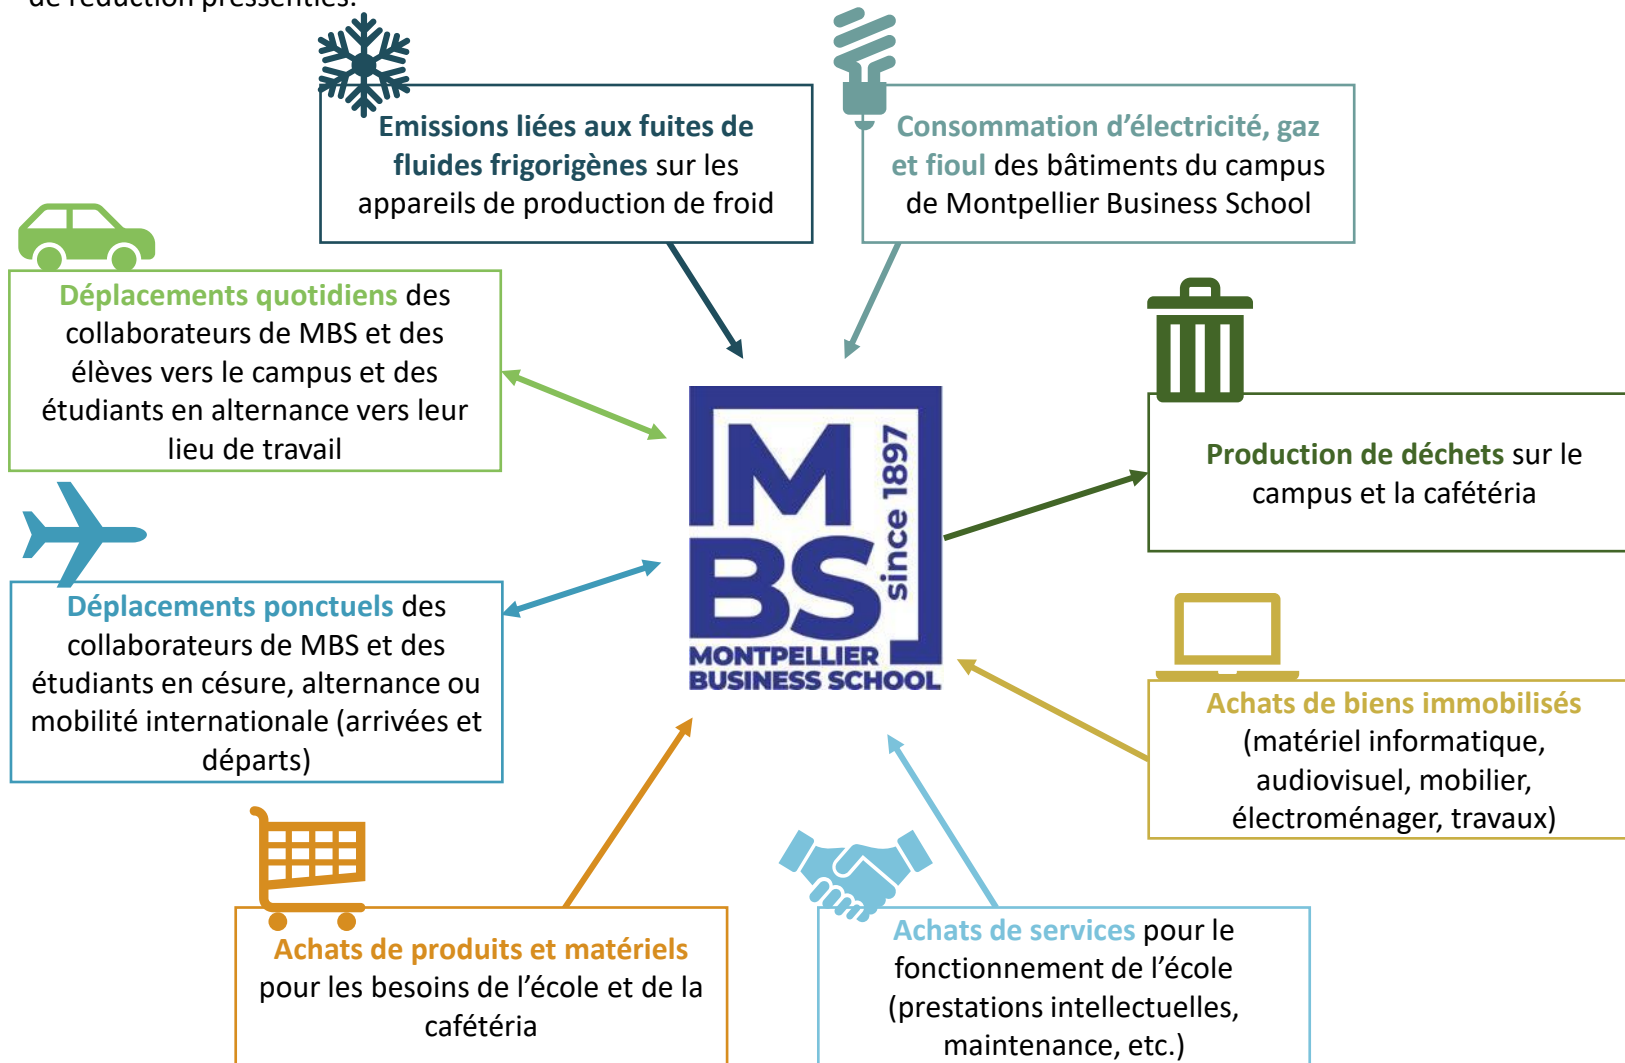 de réduction pressenties.
Emissions liées aux fuites de
fluides frigorigènes sur les
appareils de production de froid
Consommation d'électricité, gaz
et fioul des bâtiments du campus
de Montpellier Business School
Déplacements quotidiens des
collaborateurs de MBS et des
élèves vers le campus et des
étudiants en alternance vers leur
lieu de travail
Production de déchets sur le
campus et la cafétéria
MBS
since 1897
MONTPELLIER
BUSINESS SCHOOL
Déplacements ponctuels des
collaborateurs de MBS et des
étudiants en césure, alternance ou
mobilité internationale (arrivées et
départs)
Achats de biens immobilisés
(matériel informatique,
audiovisuel, mobilier,
électroménager, travaux)
Achats de produits et matériels
pour les besoins de l'école et de la
cafétéria
Achats de services pour le
fonctionnement de l'école
(prestations intellectuelles,
maintenance, etc.)